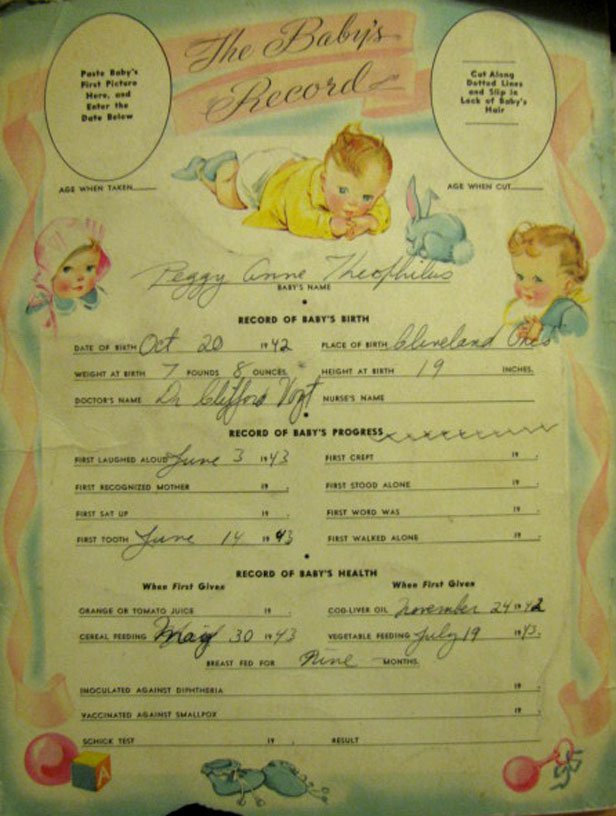 The Baby's
Record
Paste Baby's
First Picture
Here, and
Enter the
Date Below
Cut Along
Dotted Lines
and Slip in
Lock of Baby's
Hair
AGE WHEN TAKEN
AGE WHEN CUT
Peggy Anne Theophilus
BABY'S NAME
RECORD OF BABY'S BIRTH
DATE OF BIRTH Oct 20 1942 PLACE OF BIRTH Cleveland
WEIGHT AT BIRTH 7 POUNDS 8 OUNCES. HEIGHT AT BIRTH 19 INCHES.
DOCTOR'S NAME Dr Clifford Vogt NURSE'S NAME
RECORD OF BABY'S PROGRESS
FIRST LAUGHED ALOUD June 3 1943 FIRST CREPT 19 .
FIRST RECOGNIZED MOTHER 19 . FIRST STOOD ALONE 19 .
FIRST SAT UP 19 . FIRST WORD WAS 19 .
FIRST TOOTH June 14 1943 FIRST WALKED ALONE 19 .
RECORD OF BABY'S HEALTH
When First Given When First Given
ORANGE OR TOMATO JUICE 19 . COD-LIVER OIL November 24 1942
CEREAL FEEDING May 30 1943 VEGETABLE FEEDING July 19 1943.
BREAST FED FOR Nine MONTHS.
INOCULATED AGAINST DIPHTHERIA 19 .
VACCINATED AGAINST SMALLPOX 19 .
SCHICK TEST 19 . RESULT
A